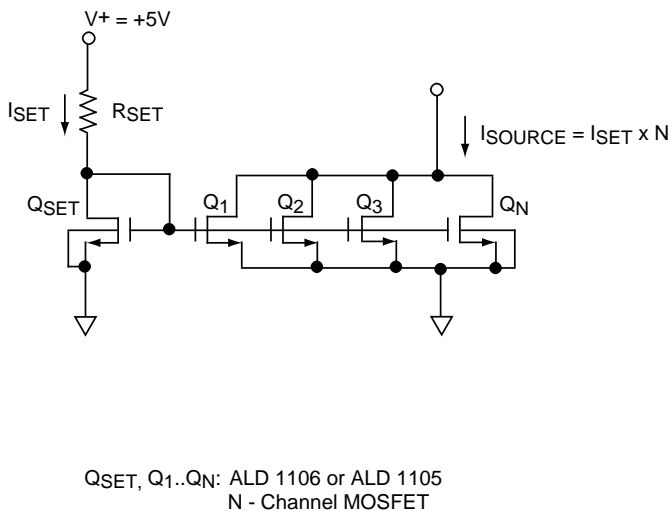 V+ = +5V
ISET
RSET
ISOURCE = ISET x N
QSET
Q1
Q2
Q3
QN
QSET, Q1..QN: ALD 1106 or ALD 1105
N - Channel MOSFET